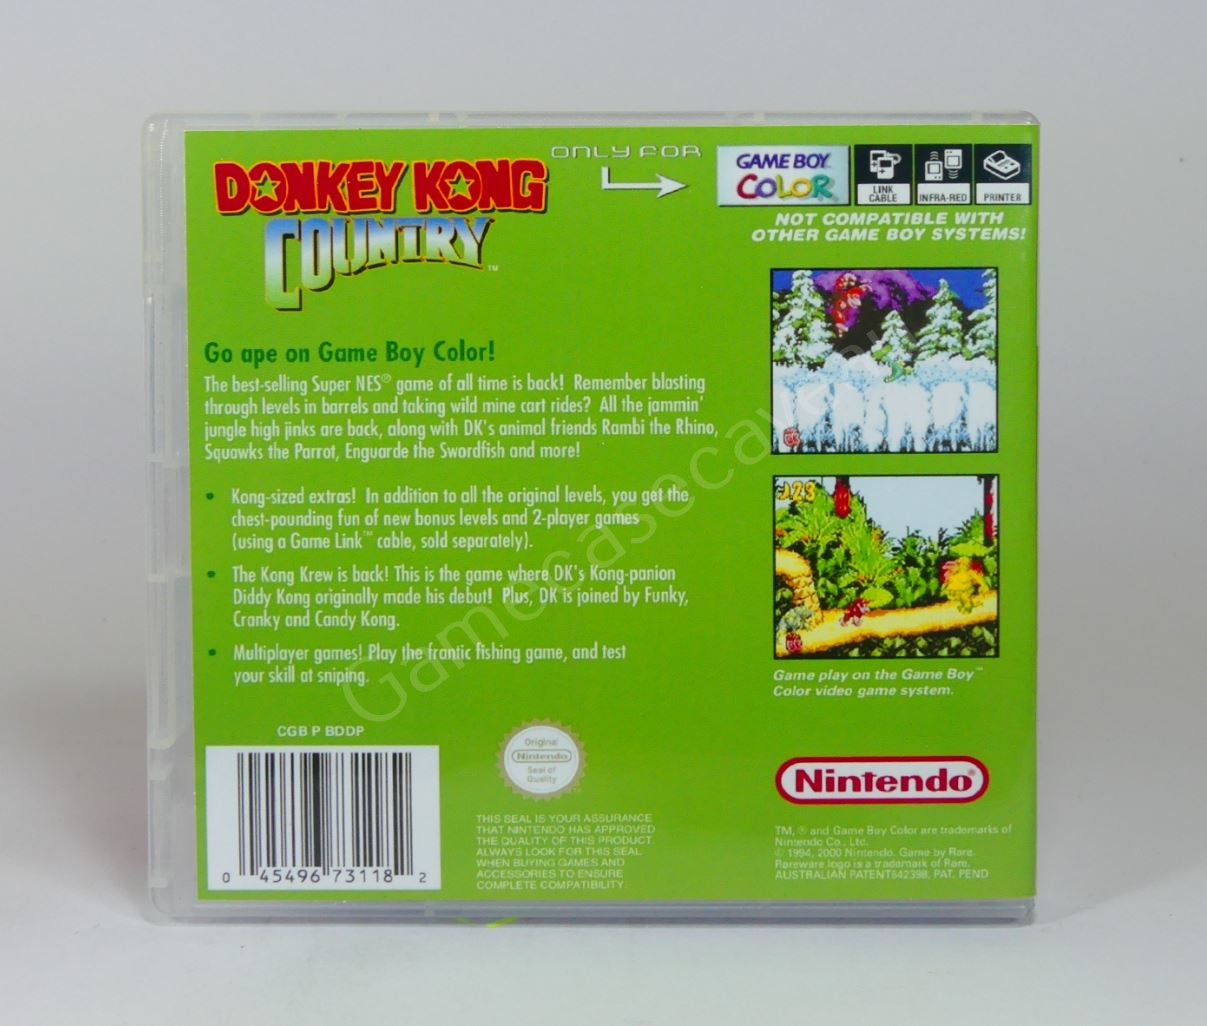 DONKEY KONG
COUNTRY™
ONLY FOR
GAME BOY
COLOR
LINK
CABLE
INFRA-RED
PRINTER
NOT COMPATIBLE WITH
OTHER GAME BOY SYSTEMS!
Go ape on Game Boy Color!
The best-selling Super NES® game of all time is back! Remember blasting
through levels in barrels and taking wild mine cart rides? All the jammin'
jungle high jinks are back, along with DK's animal friends Rambi the Rhino,
Squawks the Parrot, Enguarde the Swordfish and more!
• Kong-sized extras! In addition to all the original levels, you get the
chest-pounding fun of new bonus levels and 2-player games
(using a Game Link™ cable, sold separately).
• The Kong Krew is back! This is the game where DK's Kong-panion
Diddy Kong originally made his debut! Plus, DK is joined by Funky,
Cranky and Candy Kong.
• Multiplayer games! Play the frantic fishing game, and test
your skill at sniping.
23
Game play on the Game Boy™
Color video game system.
CGB P BDDP
0 45496 73118 2
Original
Nintendo
Seal of
Quality
THIS SEAL IS YOUR ASSURANCE
THAT NINTENDO HAS APPROVED
THE QUALITY OF THIS PRODUCT.
ALWAYS LOOK FOR THIS SEAL
WHEN BUYING GAMES AND
ACCESSORIES TO ENSURE
COMPLETE COMPATIBILITY.
Nintendo®
TM, ® and Game Boy Color are trademarks of
Nintendo Co., Ltd.
© 1994, 2000 Nintendo. Game by Rare.
Rareware logo is a trademark of Rare.
AUSTRALIAN PATENT642398, PAT. PEND